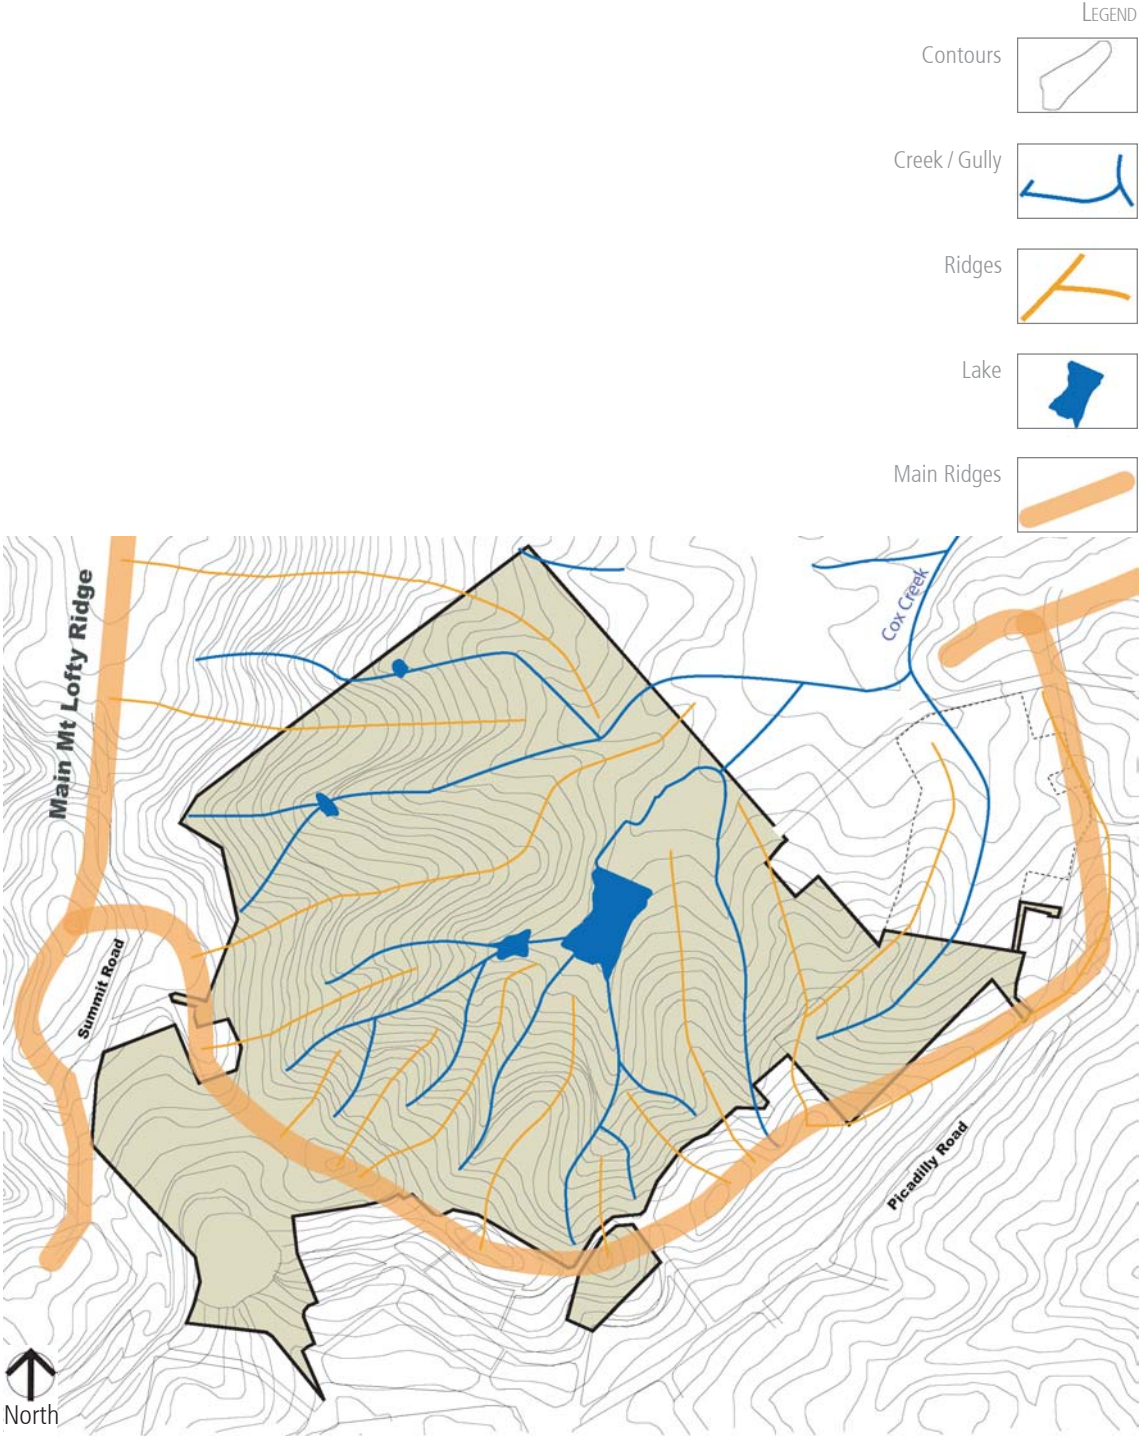 LEGEND
Contours
Creek / Gully
Ridges
Lake
Main Ridges
Main Mt Lofty Ridge
Cox Creek
Summit Road
Picadilly Road
North